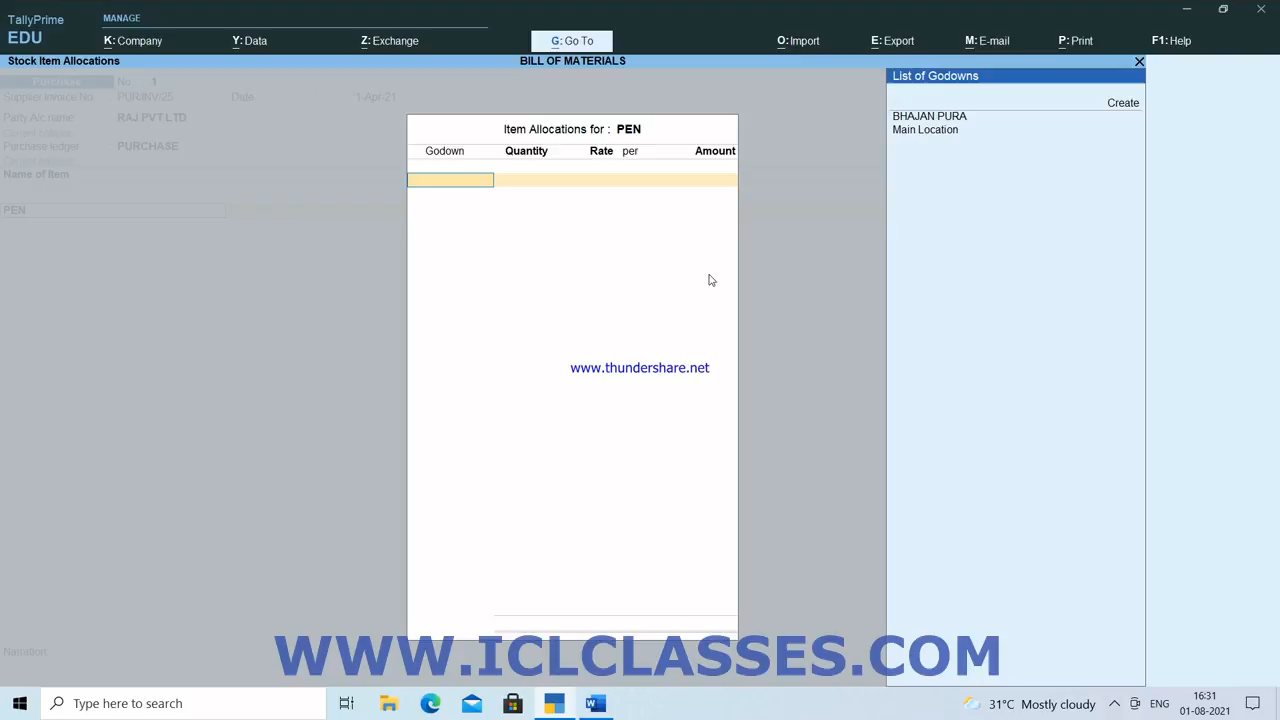 TallyPrime
EDU
MANAGE
K: Company
Y: Data
Z: Exchange
G: Go To
O: Import
E: Export
M: E-mail
P: Print
F1: Help
Stock Item Allocations
BILL OF MATERIALS
Purchase No. 1
Supplier Invoice No. PUR/INV/25 Date 1-Apr-21
Party A/c name RAJ PVT LTD
Current balance
Purchase ledger PURCHASE
Current balance
Name of Item
PEN
Item Allocations for : PEN
Godown Quantity Rate per Amount
List of Godowns
Create
BHAJAN PURA
Main Location
www.thundershare.net
Narration
WWW.ICLCLASSES.COM
Type here to search
31°C Mostly cloudy
ENG
16:31
01-08-2021